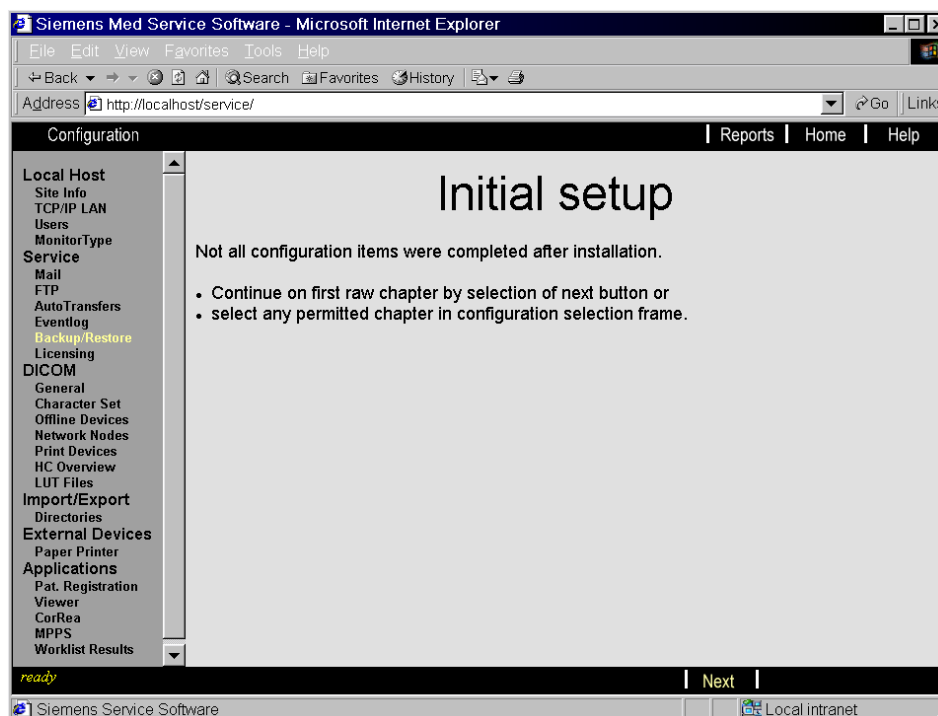 Siemens Med Service Software - Microsoft Internet Explorer
File Edit View Favorites Tools Help
Back Search Favorites History
Address http://localhost/service/ Go Links
Configuration Reports Home Help
Local Host
Site Info
TCP/IP LAN
Users
MonitorType
Service
Mail
FTP
AutoTransfers
Eventlog
Backup/Restore
Licensing
DICOM
General
Character Set
Offline Devices
Network Nodes
Print Devices
HC Overview
LUT Files
Import/Export
Directories
External Devices
Paper Printer
Applications
Pat. Registration
Viewer
CorRea
MPPS
Worklist Results
Initial setup
Not all configuration items were completed after installation.
• Continue on first raw chapter by selection of next button or
• select any permitted chapter in configuration selection frame.
ready Next
Siemens Service Software Local intranet